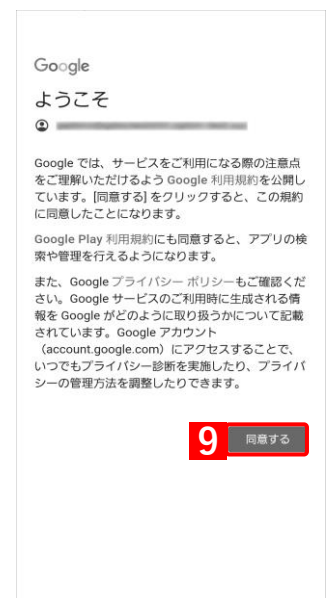 Google
ようこそ
Google では、サービスをご利用になる際の注意点
をご理解いただけるよう Google 利用規約を公開し
ています。[同意する] をクリックすると、この規約
に同意したことになります。
Google Play 利用規約にも同意すると、アプリの検
索や管理を行えるようになります。
また、Google プライバシー ポリシーもご確認くだ
さい。Google サービスのご利用時に生成される情
報を Google がどのように取り扱うかについて記載
されています。Google アカウント
（account.google.com）にアクセスすることで、
いつでもプライバシー診断を実施したり、プライバ
シーの管理方法を調整したりできます。
9 同意する